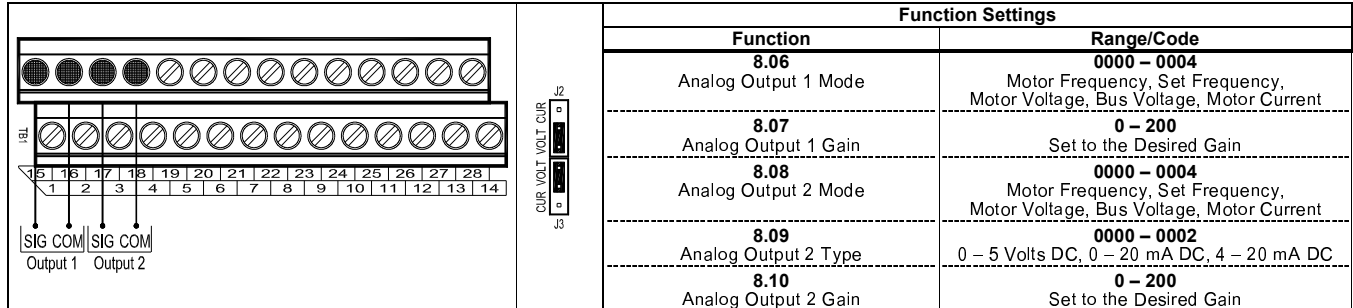 TB1
15 16 17 18 19 20 21 22 23 24 25 26 27 28
1 2 3 4 5 6 7 8 9 10 11 12 13 14
SIG COM SIG COM
Output 1 Output 2
J2
CUR VOLT VOLT CUR
J3
Function Settings
Function Range/Code
8.06 0000 – 0004
Analog Output 1 Mode Motor Frequency, Set Frequency,
Motor Voltage, Bus Voltage, Motor Current
8.07 0 – 200
Analog Output 1 Gain Set to the Desired Gain
8.08 0000 – 0004
Analog Output 2 Mode Motor Frequency, Set Frequency,
Motor Voltage, Bus Voltage, Motor Current
8.09 0000 – 0002
Analog Output 2 Type 0 – 5 Volts DC, 0 – 20 mA DC, 4 – 20 mA DC
8.10 0 – 200
Analog Output 2 Gain Set to the Desired Gain